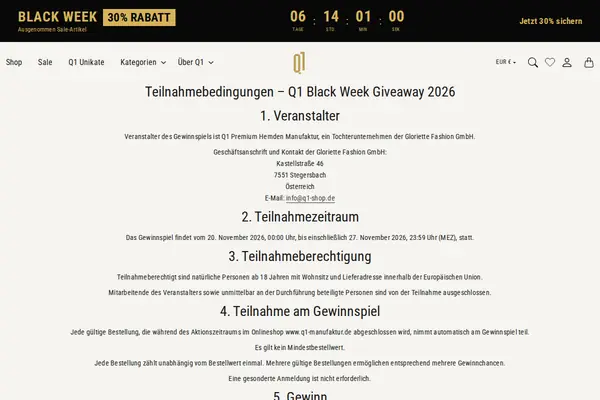 BLACK WEEK 30% RABATT
Ausgenommen Sale-Artikel
06 : 14 : 01 : 00
TAGE STD MIN SEK
Jetzt 30% sichern
Shop Sale Q1 Unikate Kategorien Über Q1
Q1
EUR €
Teilnahmebedingungen – Q1 Black Week Giveaway 2026
1. Veranstalter
Veranstalter des Gewinnspiels ist Q1 Premium Hemden Manufaktur, ein Tochterunternehmen der Gloriette Fashion GmbH.
Geschäftsanschrift und Kontakt der Gloriette Fashion GmbH:
Kastellstraße 46
7551 Stegersbach
Österreich
E-Mail: info@q1-shop.de
2. Teilnahmezeitraum
Das Gewinnspiel findet vom 20. November 2026, 00:00 Uhr, bis einschließlich 27. November 2026, 23:59 Uhr (MEZ), statt.
3. Teilnahmeberechtigung
Teilnahmeberechtigt sind natürliche Personen ab 18 Jahren mit Wohnsitz und Lieferadresse innerhalb der Europäischen Union.
Mitarbeitende des Veranstalters sowie unmittelbar an der Durchführung beteiligte Personen sind von der Teilnahme ausgeschlossen.
4. Teilnahme am Gewinnspiel
Jede gültige Bestellung, die während des Aktionszeitraums im Onlineshop www.q1-manufaktur.de abgeschlossen wird, nimmt automatisch am Gewinnspiel teil.
Es gilt kein Mindestbestellwert.
Jede Bestellung zählt unabhängig vom Bestellwert einmal. Mehrere gültige Bestellungen ermöglichen entsprechend mehrere Gewinnchancen.
Eine gesonderte Anmeldung ist nicht erforderlich.
5. Gewinn